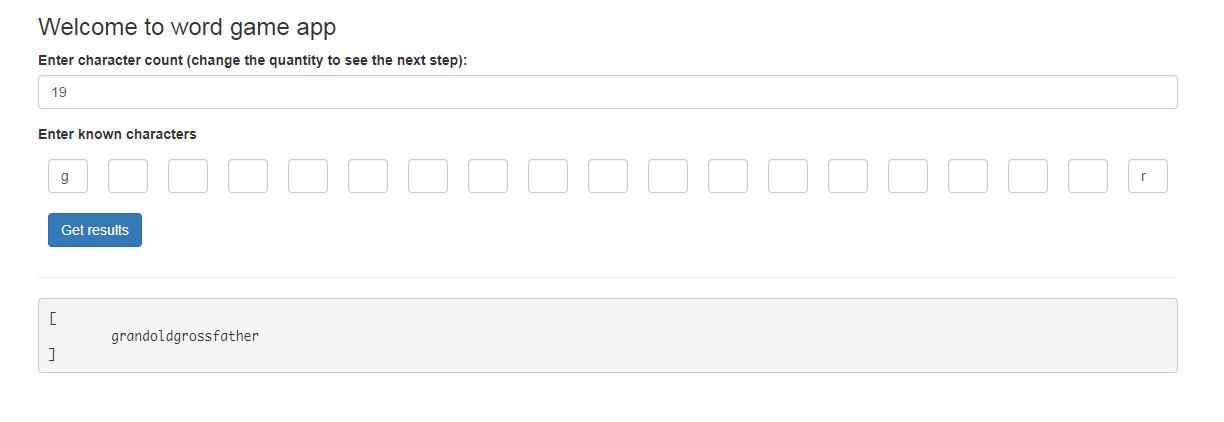 Welcome to word game app
Enter character count (change the quantity to see the next step):
19
Enter known characters
g r
Get results
[
grandoldgrossfather
]